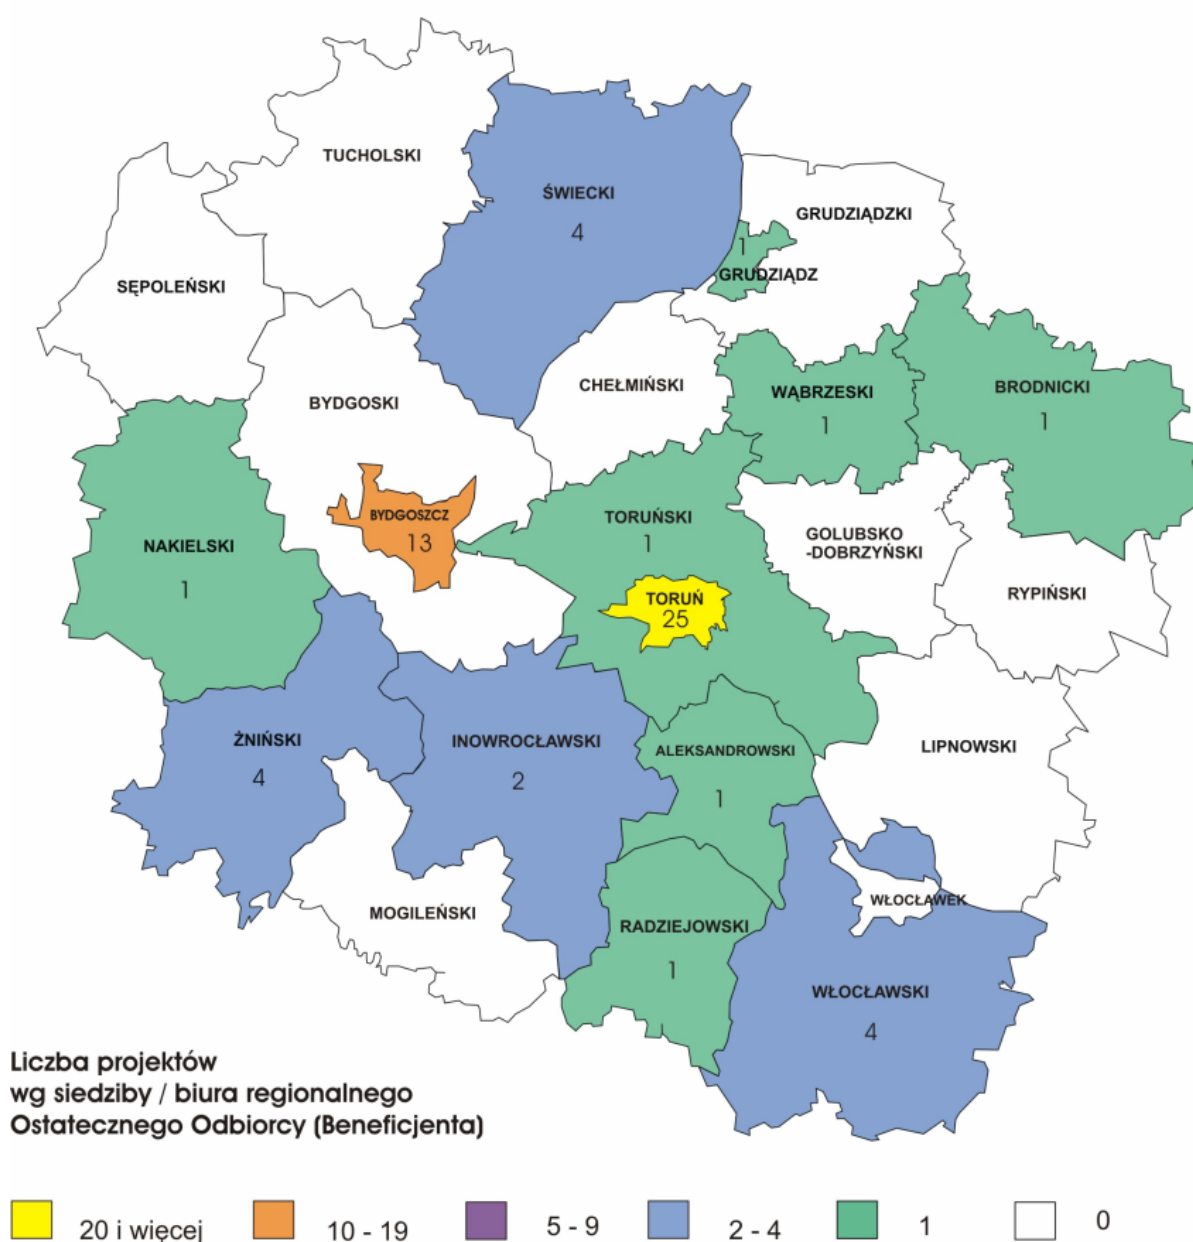 TUCHOLSKI
ŚWIECKI
4
GRUDZIĄDZKI
1
GRUDZIĄDZ
SĘPOLEŃSKI
CHEŁMIŃSKI
WĄBRZESKI
1
BRODNICKI
1
BYDGOSKI
BYDGOSZCZ
13
TORUŃSKI
1
GOLUBSKO
-DOBRZYŃSKI
NAKIELSKI
1
TORUŃ
25
RYPIŃSKI
ŻNIŃSKI
4
INOWROCŁAWSKI
2
ALEKSANDROWSKI
1
LIPNOWSKI
MOGILEŃSKI
RADZIEJOWSKI
1
WŁOCŁAWEK
WŁOCŁAWSKI
4
Liczba projektów
wg siedziby / biura regionalnego
Ostatecznego Odbiorcy (Beneficjenta)
20 i więcej
10 - 19
5 - 9
2 - 4
1
0